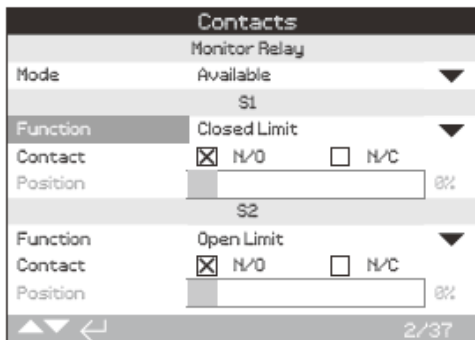 Contacts
Monitor Relay
Mode Available
S1
Function Closed Limit
Contact N/O N/C
Position 0%
S2
Function Open Limit
Contact N/O N/C
Position 0%
2/37